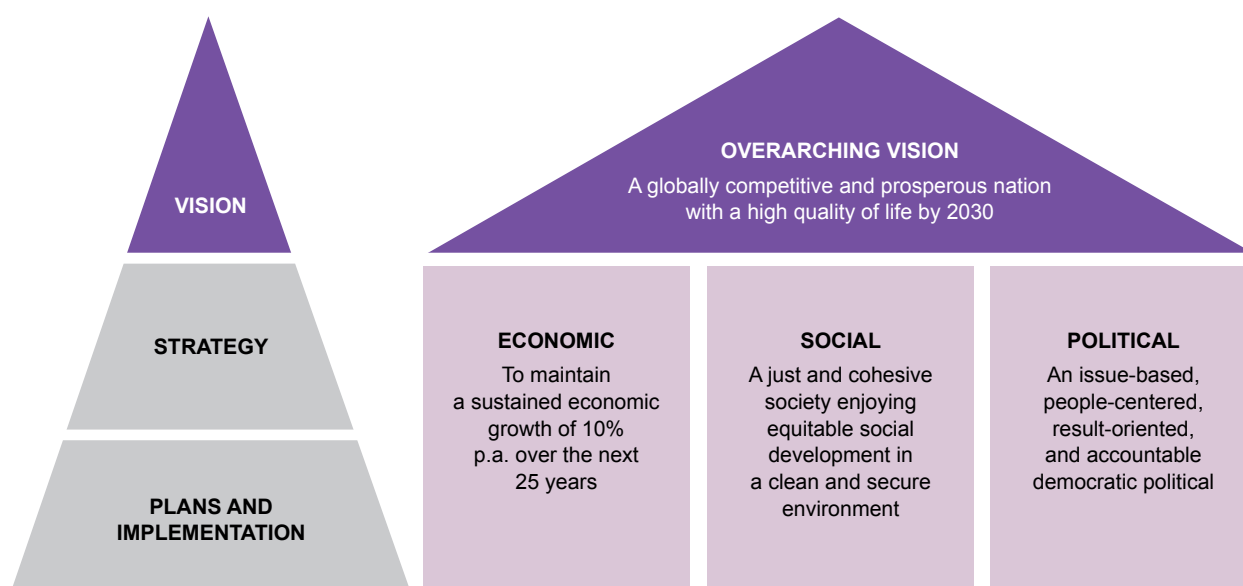 VISION
STRATEGY
PLANS AND
IMPLEMENTATION
OVERARCHING VISION
A globally competitive and prosperous nation
with a high quality of life by 2030
ECONOMIC
To maintain
a sustained economic
growth of 10%
p.a. over the next
25 years
SOCIAL
A just and cohesive
society enjoying
equitable social
development in
a clean and secure
environment
POLITICAL
An issue-based,
people-centered,
result-oriented,
and accountable
democratic political